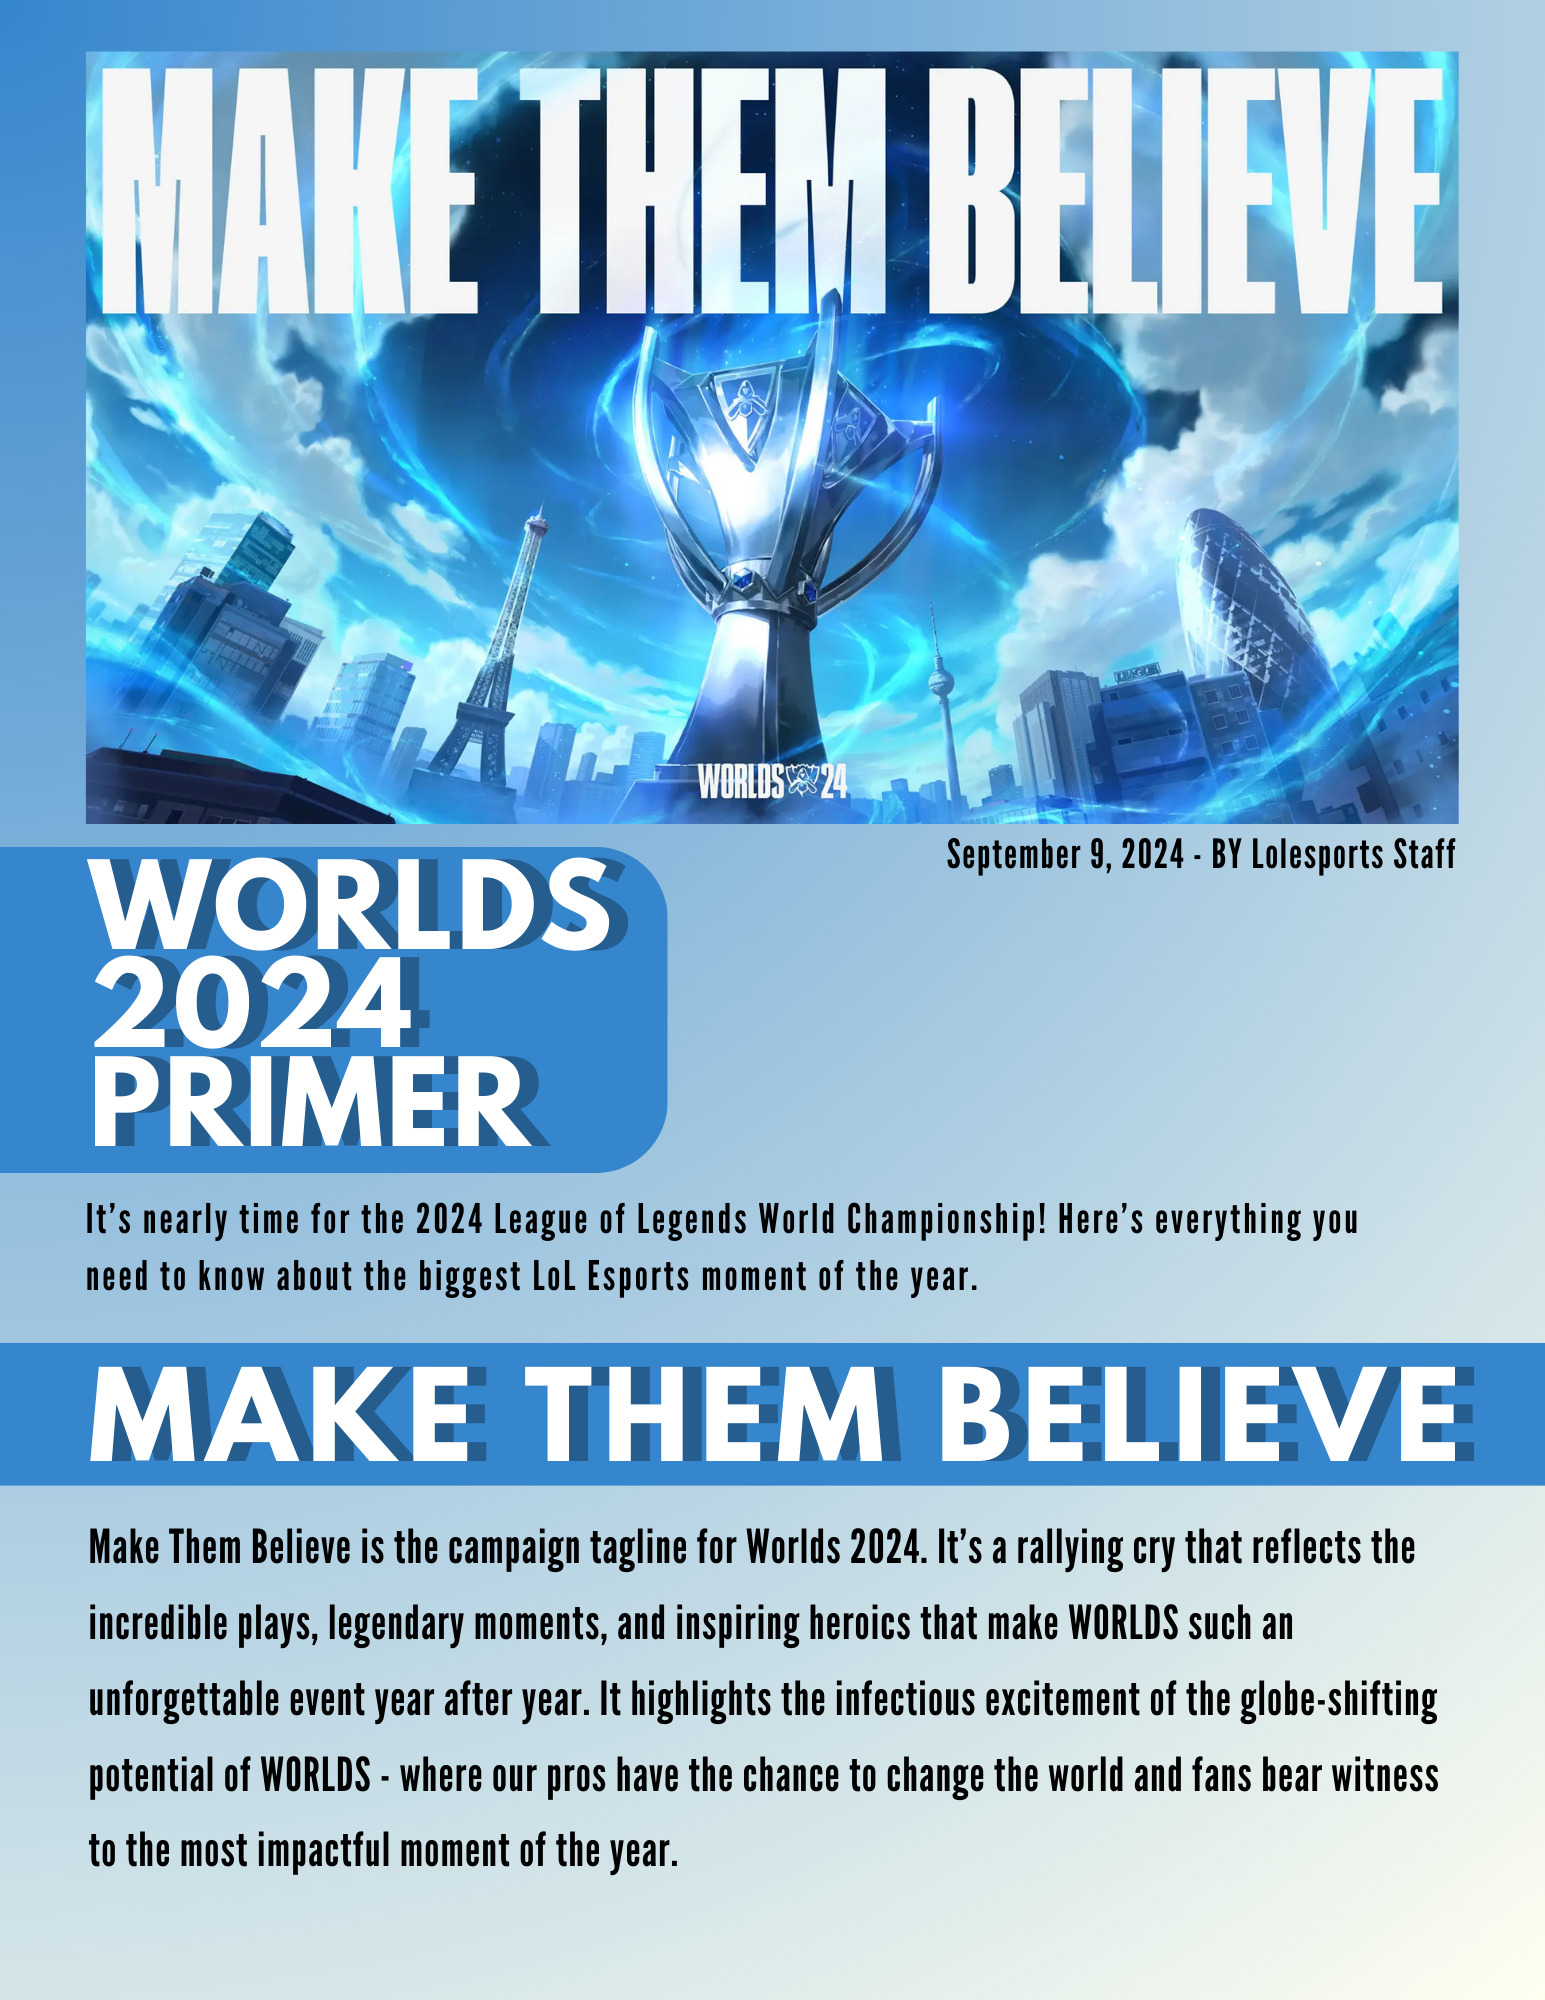 MAKE THEM BELIEVE
LEAGUE
WORLDS 24
September 9, 2024 - BY Lolesports Staff
WORLDS
2024
PRIMER
It’s nearly time for the 2024 League of Legends World Championship! Here’s everything you
need to know about the biggest LoL Esports moment of the year.
MAKE THEM BELIEVE
Make Them Believe is the campaign tagline for Worlds 2024. It’s a rallying cry that reflects the
incredible plays, legendary moments, and inspiring heroics that make WORLDS such an
unforgettable event year after year. It highlights the infectious excitement of the globe-shifting
potential of WORLDS - where our pros have the chance to change the world and fans bear witness
to the most impactful moment of the year.